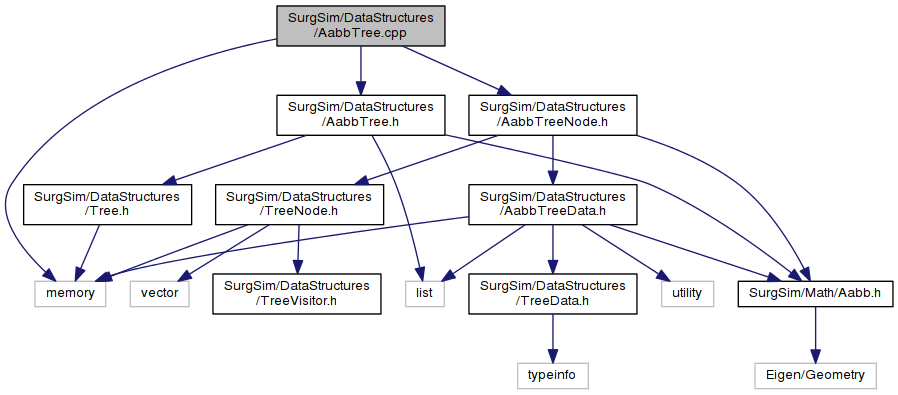 SurgSim/DataStructures
/AabbTree.cpp
SurgSim/DataStructures
/AabbTree.h
SurgSim/DataStructures
/AabbTreeNode.h
SurgSim/DataStructures
/Tree.h
SurgSim/DataStructures
/TreeNode.h
SurgSim/DataStructures
/AabbTreeData.h
memory
vector
SurgSim/DataStructures
/TreeVisitor.h
list
SurgSim/DataStructures
/TreeData.h
utility
SurgSim/Math/Aabb.h
typeinfo
Eigen/Geometry